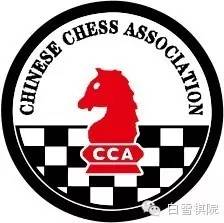 CHINESE CHESS ASSOCIATION
CCA
白雪棋院